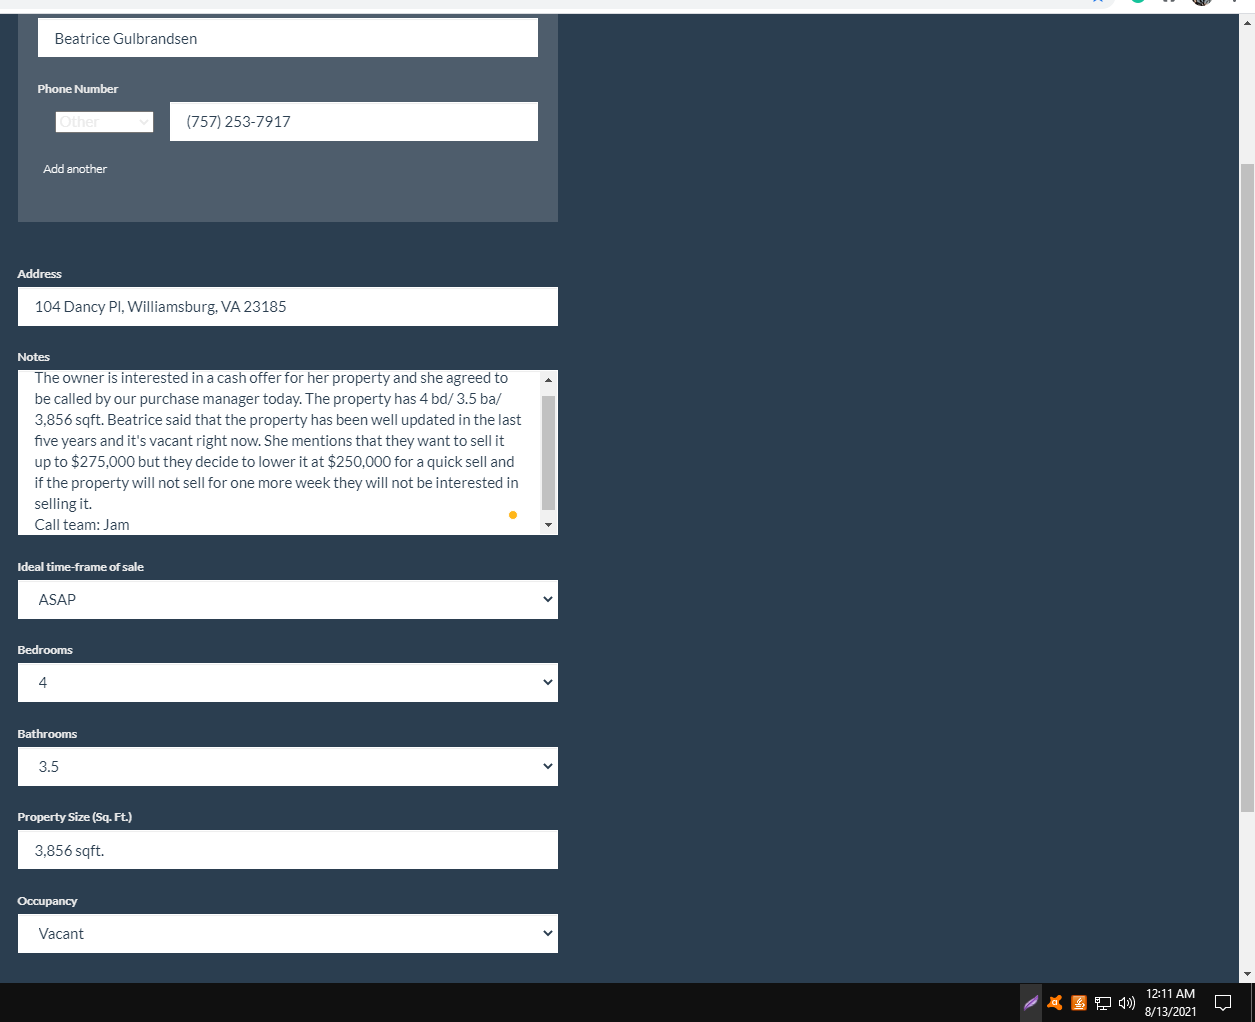 Beatrice Gulbrandsen
Phone Number
Other
(757) 253-7917
Add another
Address
104 Dancy Pl, Williamsburg, VA 23185
Notes
The owner is interested in a cash offer for her property and she agreed to
be called by our purchase manager today. The property has 4 bd/ 3.5 ba/
3,856 sqft. Beatrice said that the property has been well updated in the last
five years and it's vacant right now. She mentions that they want to sell it
up to $275,000 but they decide to lower it at $250,000 for a quick sell and
if the property will not sell for one more week they will not be interested in
selling it.
Call team: Jam
Ideal time-frame of sale
ASAP
Bedrooms
4
Bathrooms
3.5
Property Size (Sq. Ft.)
3,856 sqft.
Occupancy
Vacant
12:11 AM
8/13/2021